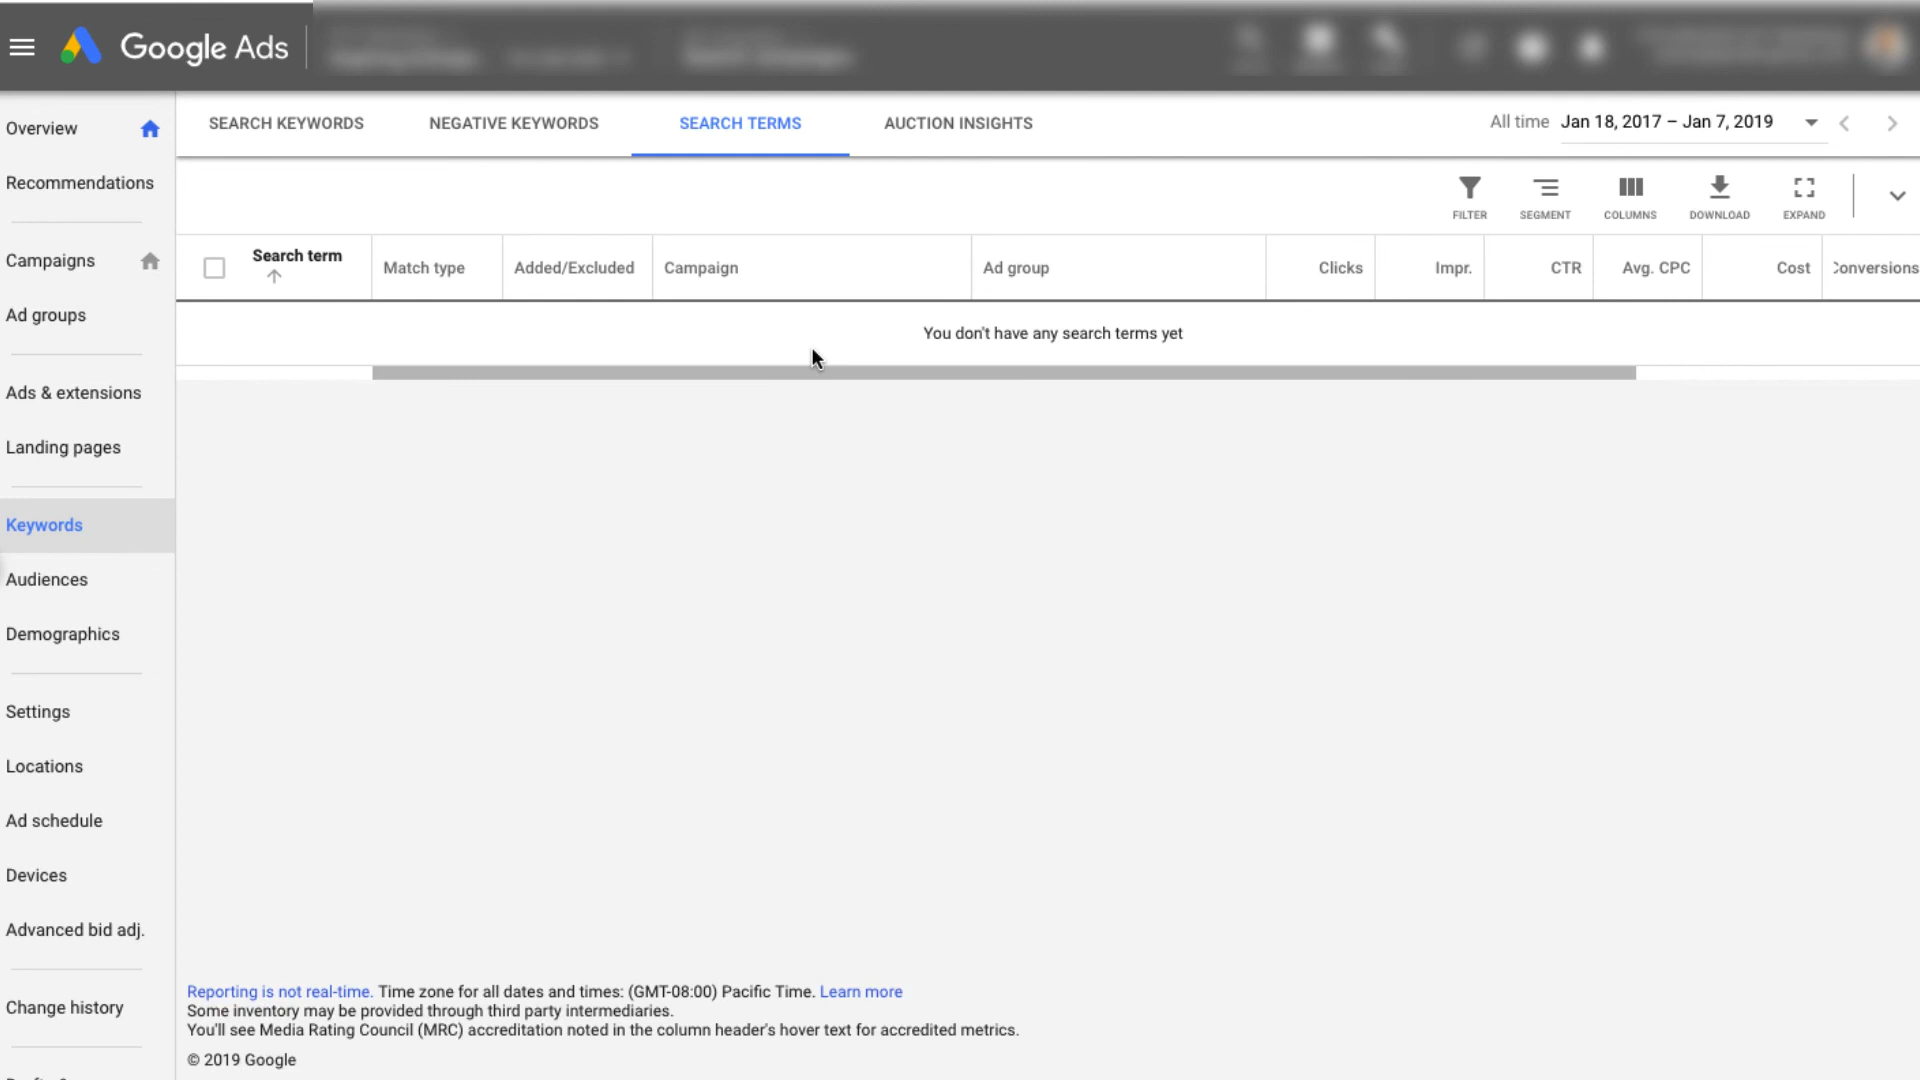 Google Ads
Overview
Recommendations
Campaigns
Ad groups
Ads & extensions
Landing pages
Keywords
Audiences
Demographics
Settings
Locations
Ad schedule
Devices
Advanced bid adj.
Change history
SEARCH KEYWORDS NEGATIVE KEYWORDS SEARCH TERMS AUCTION INSIGHTS All time Jan 18, 2017 – Jan 7, 2019
FILTER SEGMENT COLUMNS DOWNLOAD EXPAND
Search term Match type Added/Excluded Campaign Ad group Clicks Impr. CTR Avg. CPC Cost Conversions
You don't have any search terms yet
Reporting is not real-time. Time zone for all dates and times: (GMT-08:00) Pacific Time. Learn more
Some inventory may be provided through third party intermediaries.
You'll see Media Rating Council (MRC) accreditation noted in the column header's hover text for accredited metrics.
© 2019 Google